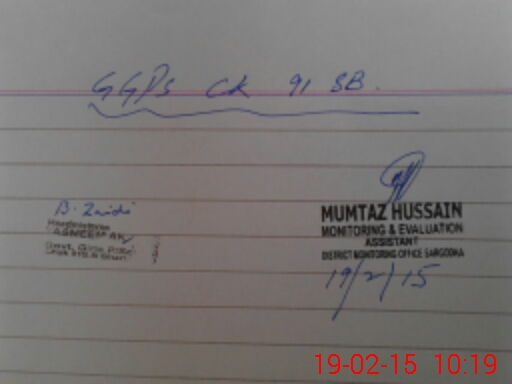 GGPS CK 91 SB.
B. Zaidi
Headmistress
MUMTAZ HUSSAIN
MONITORING & EVALUATION
ASSISTANT
DISTRICT MONITORING OFFICE SARGODHA
19/2/15
19-02-15 10:19